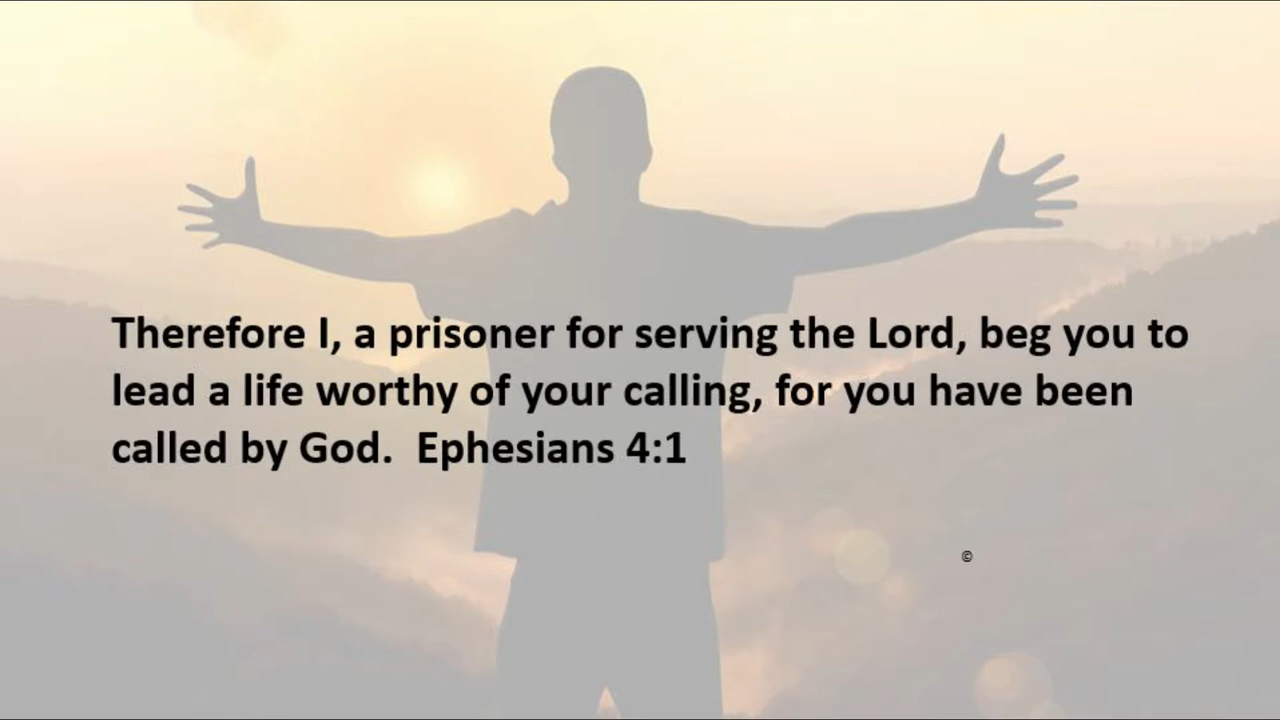 Therefore I, a prisoner for serving the Lord, beg you to
lead a life worthy of your calling, for you have been
called by God.  Ephesians 4:1
©